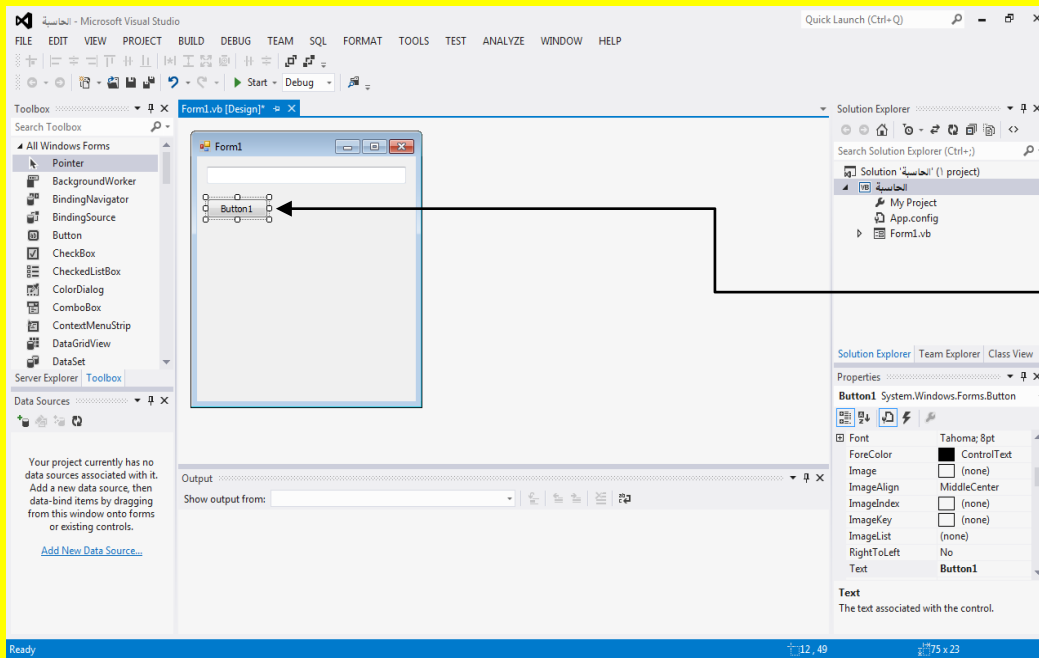 الحاسبة - Microsoft Visual Studio
Quick Launch (Ctrl+Q)
FILE EDIT VIEW PROJECT BUILD DEBUG TEAM SQL FORMAT TOOLS TEST ANALYZE WINDOW HELP
Start Debug
Toolbox
Search Toolbox
All Windows Forms
Pointer
BackgroundWorker
BindingNavigator
BindingSource
Button
CheckBox
CheckedListBox
ColorDialog
ComboBox
ContextMenuStrip
DataGridView
DataSet
Server Explorer Toolbox
Data Sources
Your project currently has no
data sources associated with it.
Add a new data source, then
data-bind items by dragging
from this window onto forms
or existing controls.
Add New Data Source...
Form1.vb [Design]*
Form1
Button1
Output
Show output from:
Solution Explorer
Search Solution Explorer (Ctrl+;)
Solution 'الحاسبة' (1 project)
VB الحاسبة
My Project
App.config
Form1.vb
Solution Explorer Team Explorer Class View
Properties
Button1 System.Windows.Forms.Button
Font Tahoma; 8pt
ForeColor ControlText
Image (none)
ImageAlign MiddleCenter
ImageIndex (none)
ImageKey (none)
ImageList (none)
RightToLeft No
Text Button1
Text
The text associated with the control.
Ready 12 , 49 75 x 23